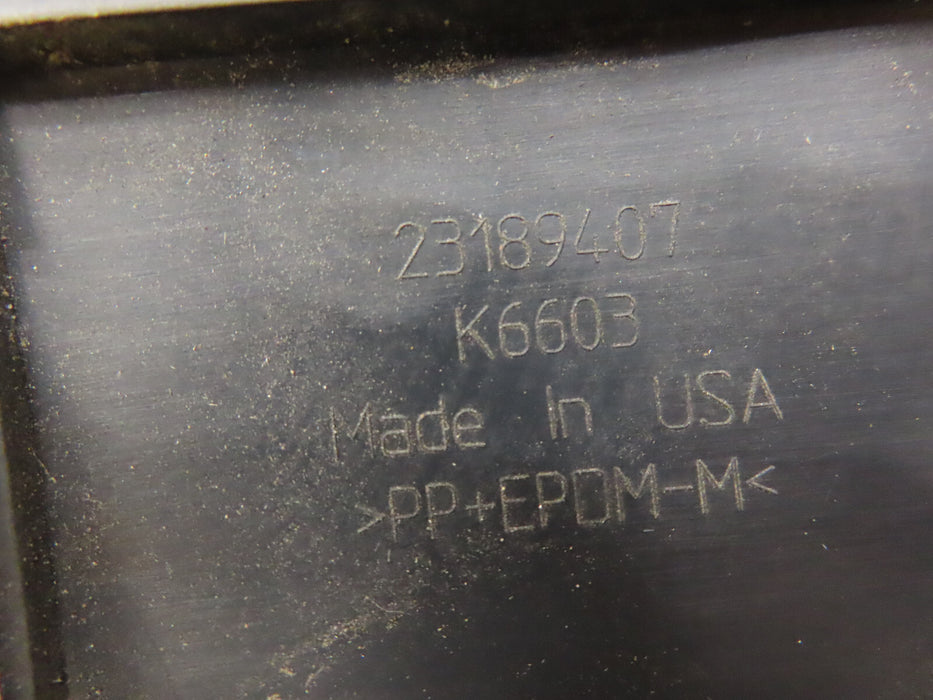 23189407
K6603
Made In USA
>PP+EPDM-M<